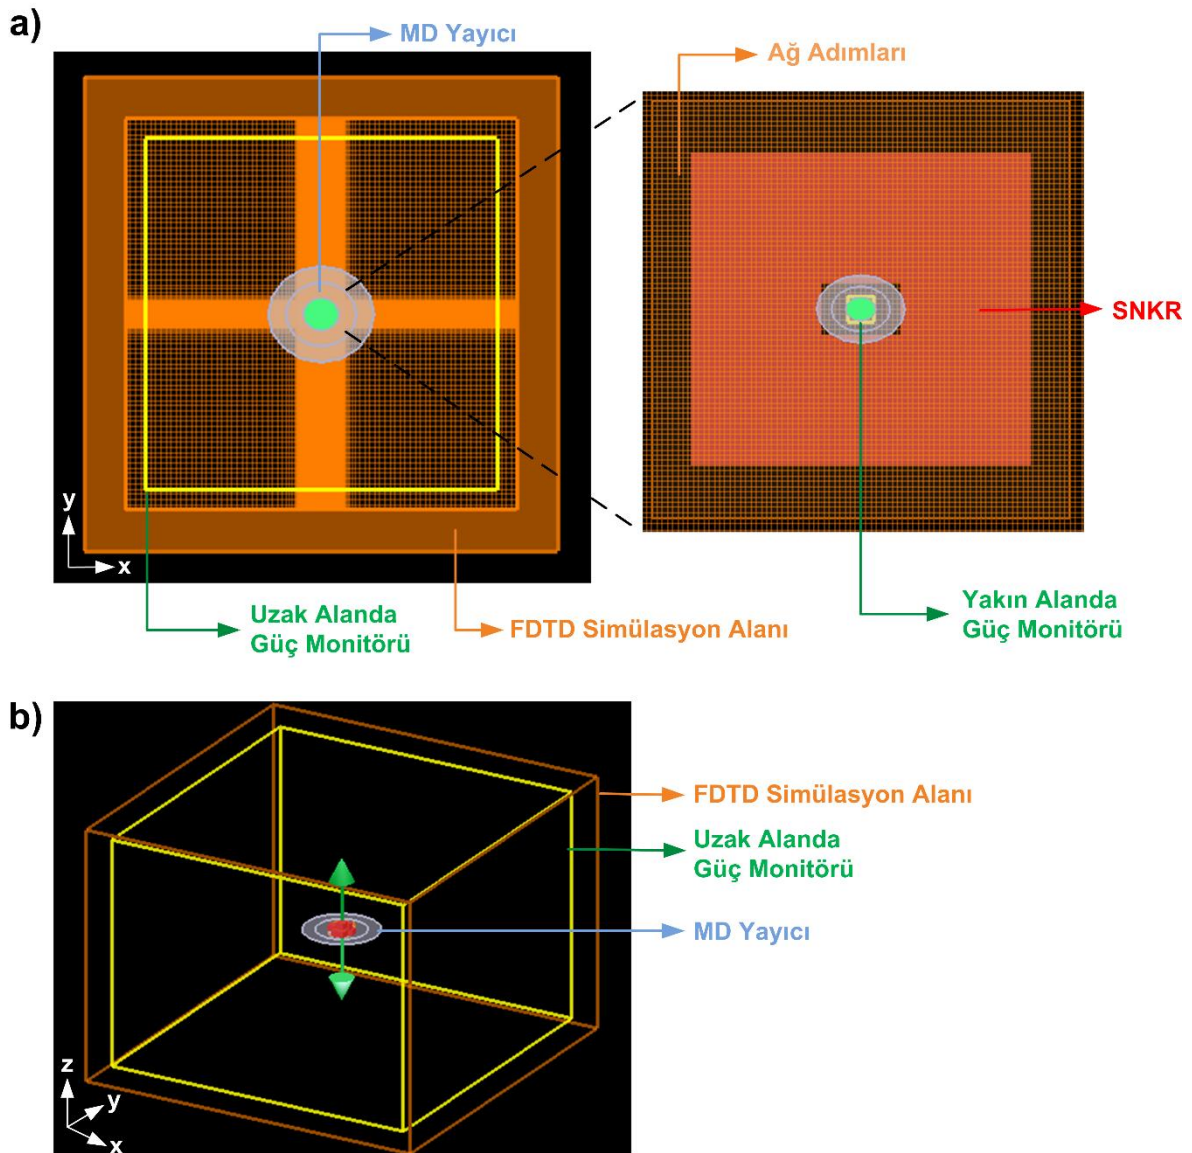 a)
MD Yayıcı
Ağ Adımları
SNKR
y
x
Uzak Alanda
Güç Monitörü
FDTD Simülasyon Alanı
Yakın Alanda
Güç Monitörü
b)
FDTD Simülasyon Alanı
Uzak Alanda
Güç Monitörü
MD Yayıcı
z
y
x